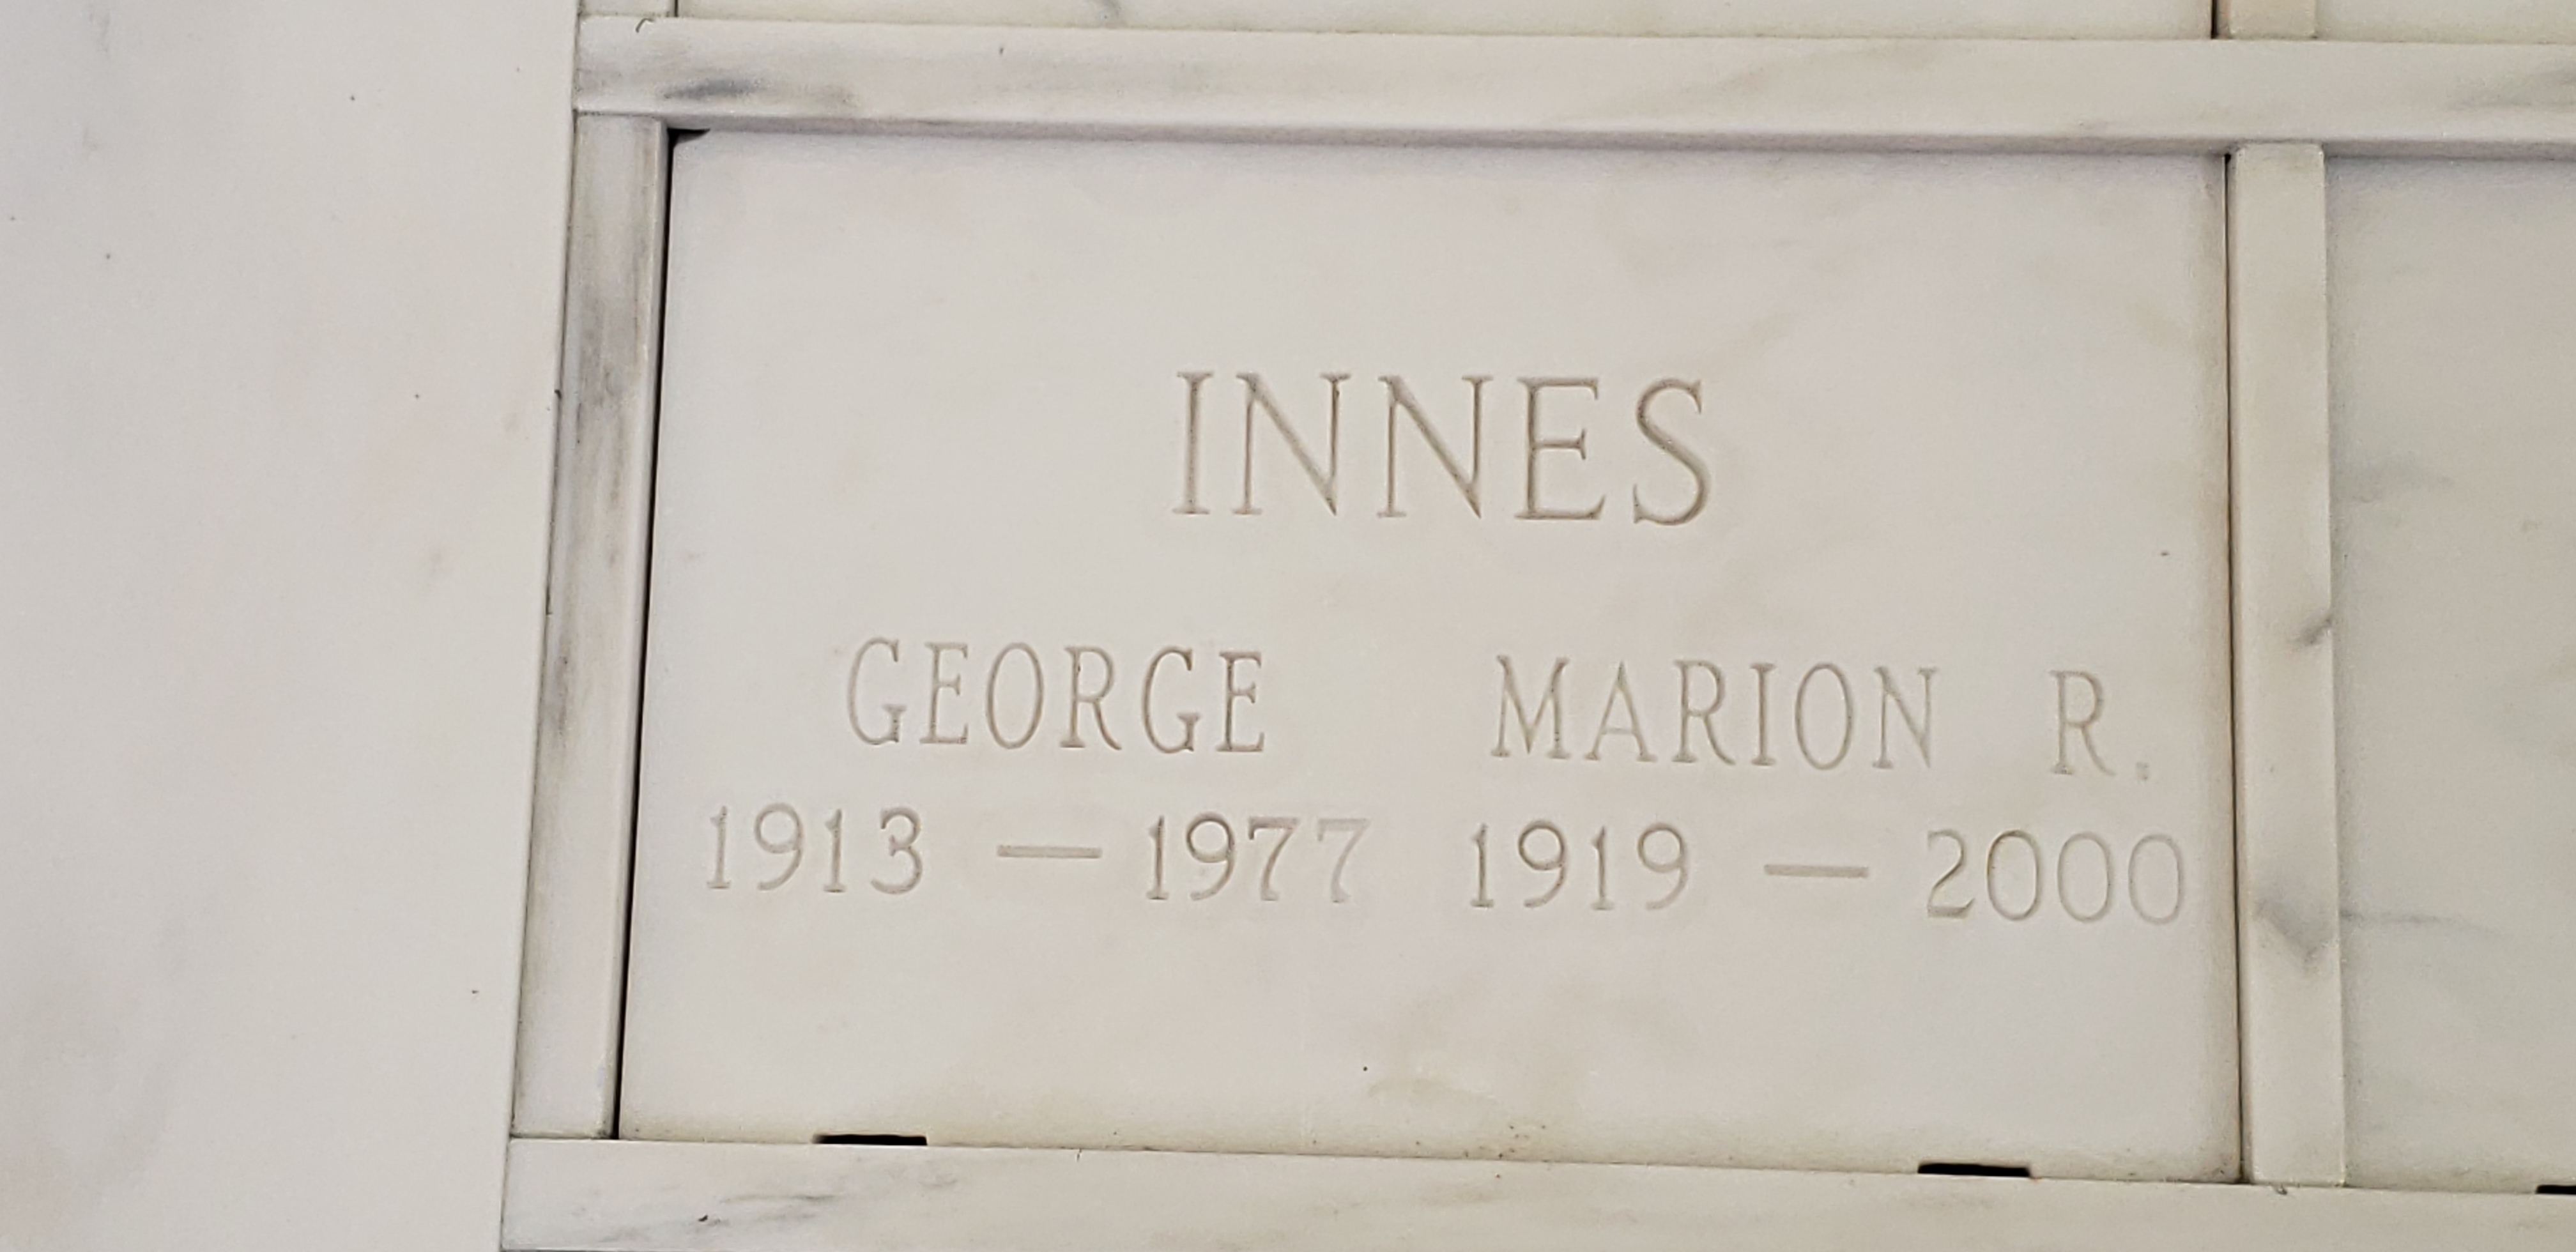 INNES
GEORGE MARION R.
1913 — 1977 1919 — 2000